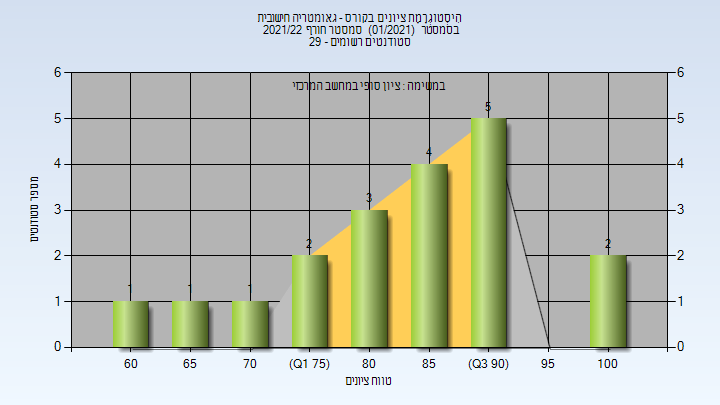 הִיסטוגְרָמַת ציונים בקורס - גאומטריה חישובית
בסמסטר (01/2021) סמסטר חורף 2021/22
סטודנטים רשומים - 29
במשימה : ציון סופי במחשב המרכזי
מספר סטודנטים
6 5 4 3 2 1 0
6 5 4 3 2 1 0
1 1 1 2 3 4 5 2
60 65 70 (Q1 75) 80 85 (Q3 90) 95 100
טווח ציונים